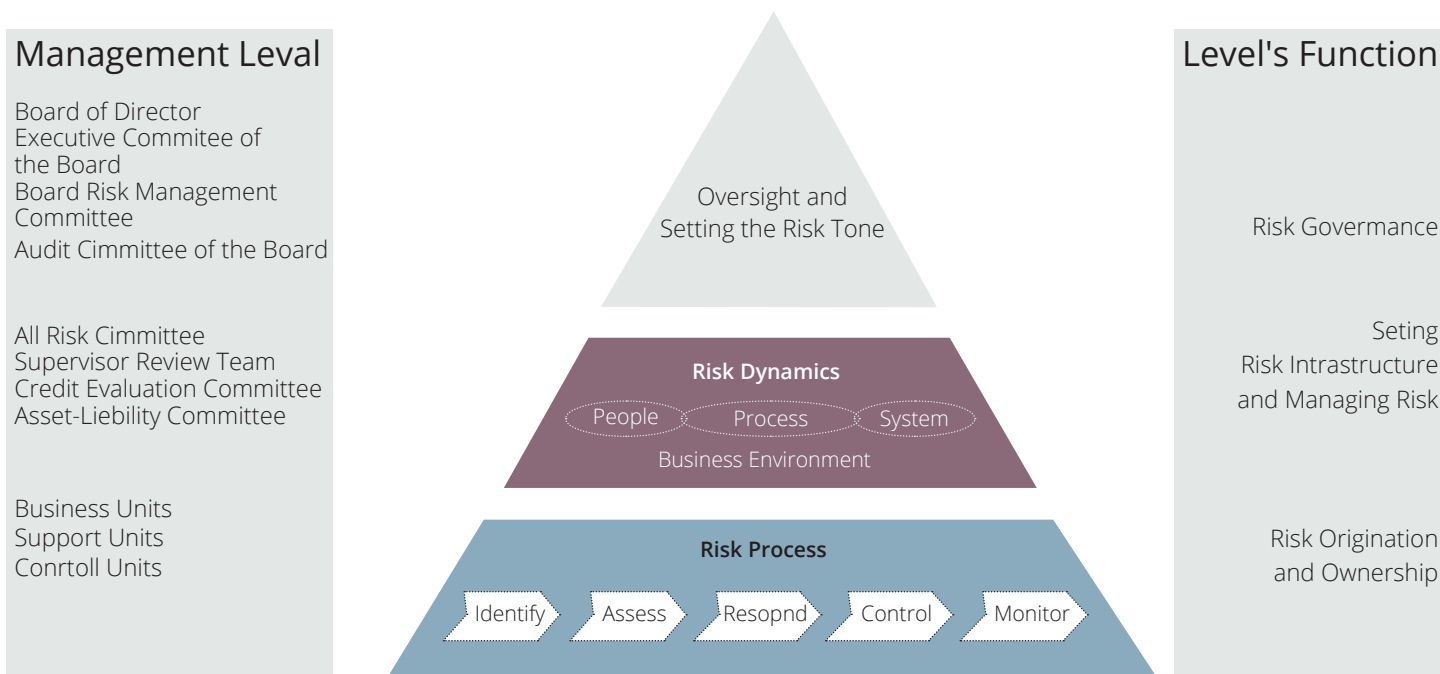 Management Leval
Board of Director
Executive Commitee of
the Board
Board Risk Management
Committee
Audit Cimmittee of the Board
All Risk Cimmittee
Supervisor Review Team
Credit Evaluation Committee
Asset-Liebility Committee
Business Units
Support Units
Conrtoll Units
Oversight and
Setting the Risk Tone
Risk Dynamics
People Process System
Business Environment
Risk Process
Identify Assess Resopnd Control Monitor
Level's Function
Risk Govermance
Seting
Risk Intrastructure
and Managing Risk
Risk Origination
and Ownership